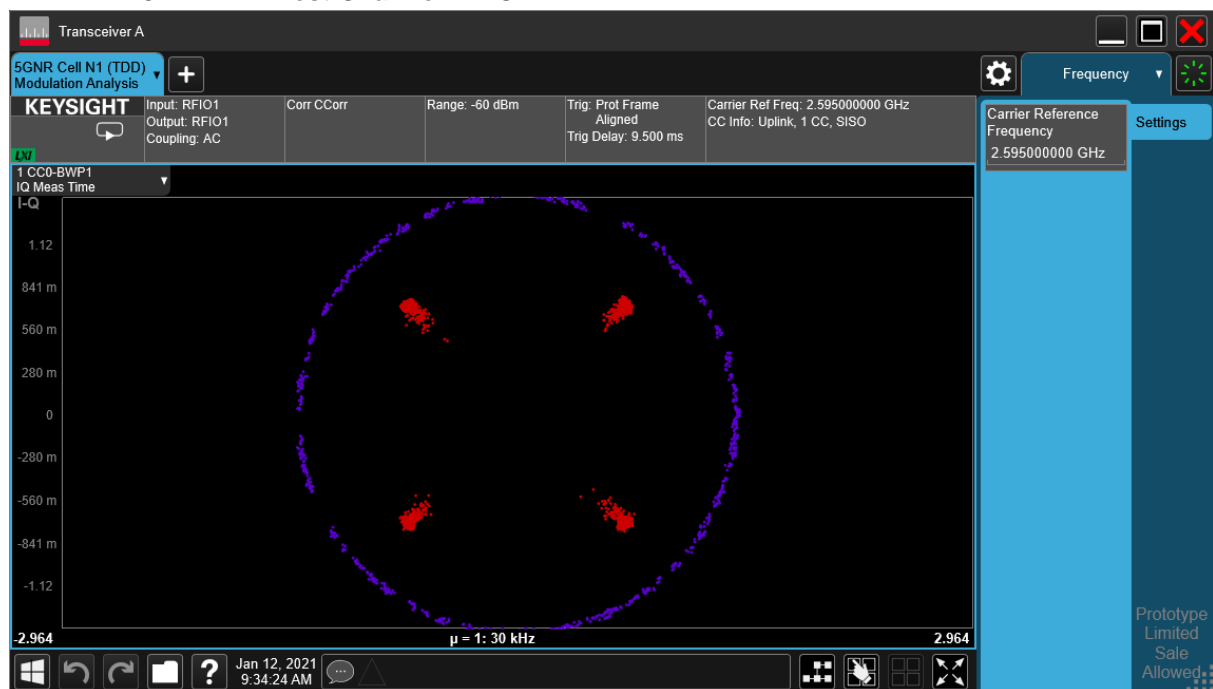 Transceiver A
5GNR Cell N1 (TDD)
Modulation Analysis
+
Frequency
KEYSIGHT
LXI
Input: RFIO1
Output: RFIO1
Coupling: AC
Corr CCorr
Range: -60 dBm
Trig: Prot Frame
Aligned
Trig Delay: 9.500 ms
Carrier Ref Freq: 2.595000000 GHz
CC Info: Uplink, 1 CC, SISO
Carrier Reference
Frequency
2.595000000 GHz
Settings
1 CC0-BWP1
IQ Meas Time
I-Q
1.12
841 m
560 m
280 m
0
-280 m
-560 m
-841 m
-1.12
-2.964
μ = 1: 30 kHz
2.964
Prototype
Limited
Sale
Allowed
?
Jan 12, 2021
9:34:24 AM